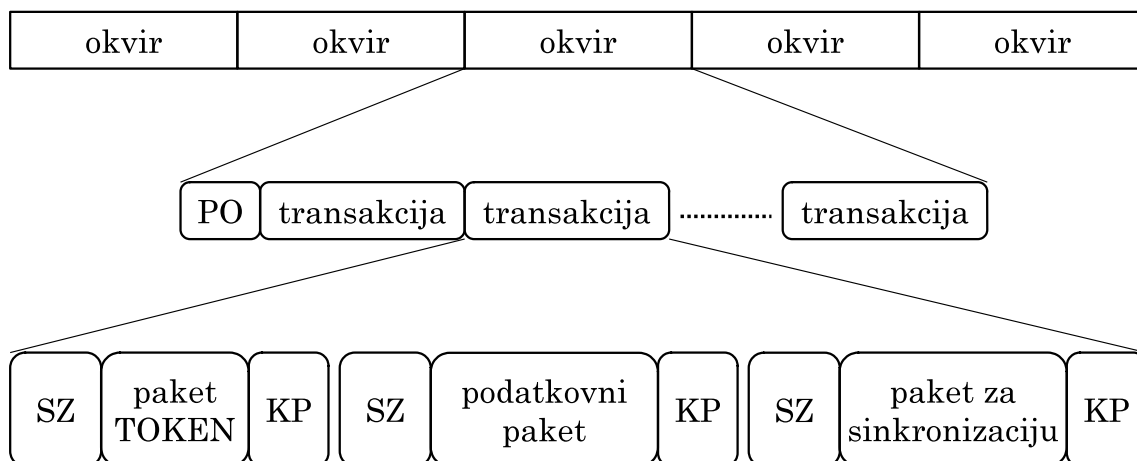 okvir okvir okvir okvir okvir
PO transakcija transakcija transakcija
SZ paket TOKEN KP SZ podatkovni paket KP SZ paket za sinkronizaciju KP